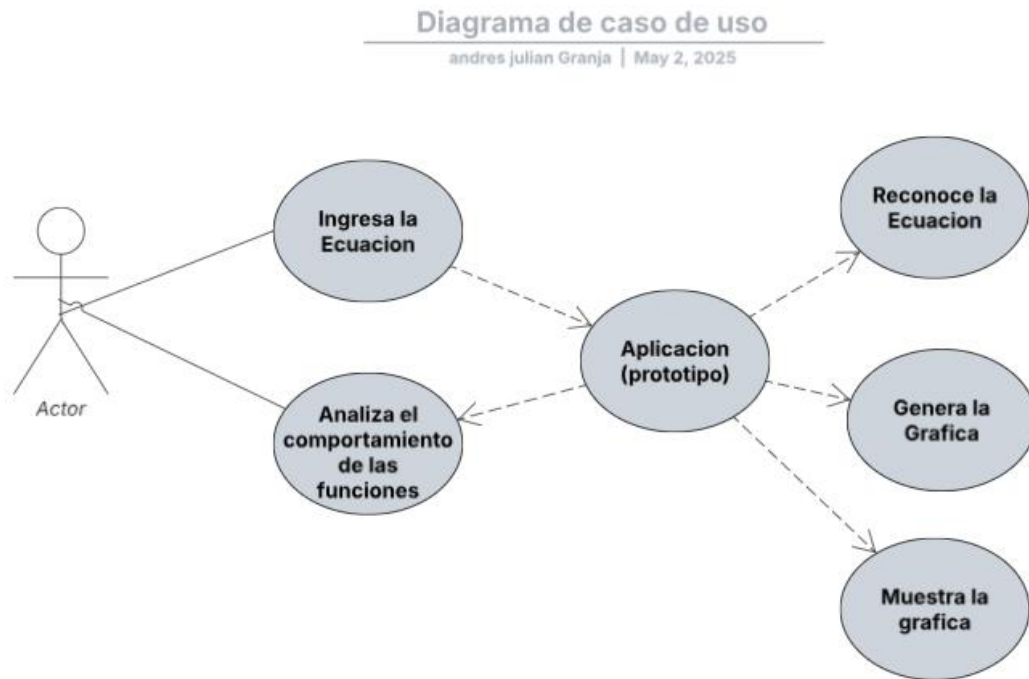 Diagrama de caso de uso
andres julian Granja | May 2, 2025
Ingresa la
Ecuacion
Reconoce la
Ecuacion
Aplicacion
(prototipo)
Actor
Analiza el
comportamiento
de las
funciones
Genera la
Grafica
Muestra la
grafica